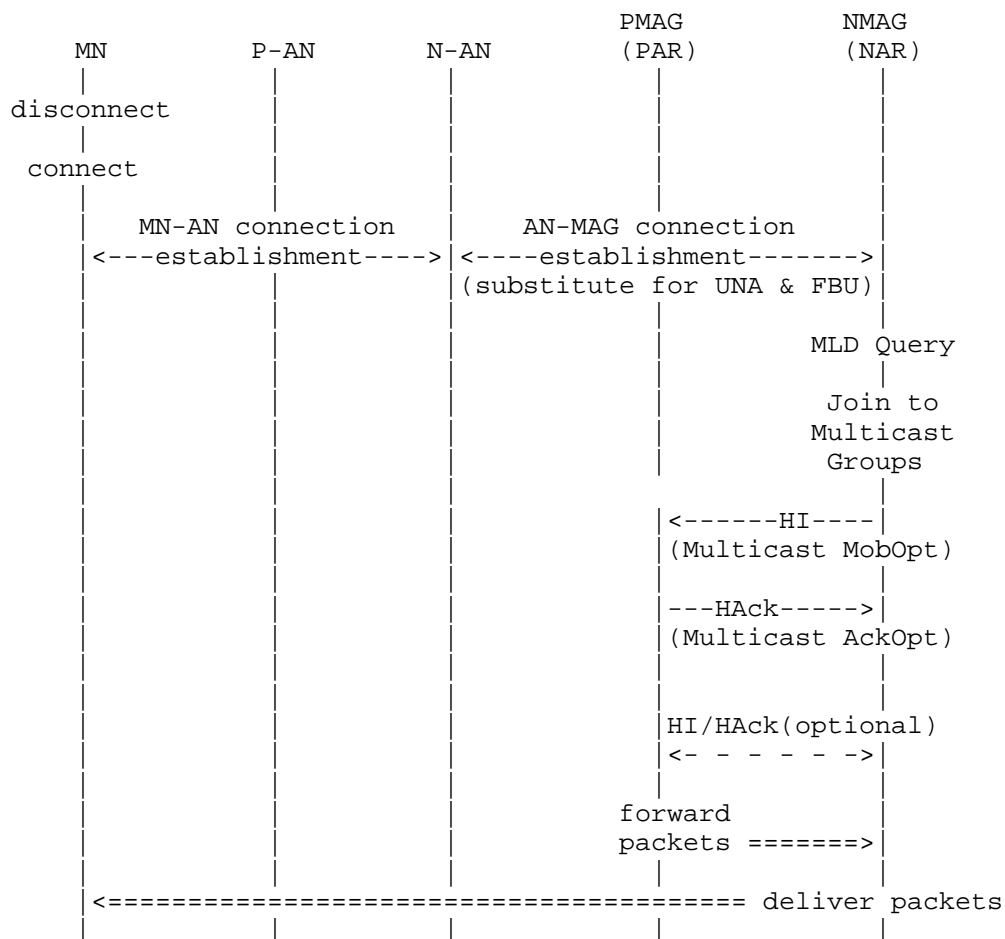 PMAG NMAG
MN P-AN N-AN (PAR) (NAR)
disconnect
connect
MN-AN connection AN-MAG connection
<---establishment----> <----establishment------->
(substitute for UNA & FBU)
MLD Query
Join to
Multicast
Groups
<------HI----
(Multicast MobOpt)
---HAck----->
(Multicast AckOpt)
HI/HAck(optional)
<- - - - - ->
forward
packets =======>
<======================================== deliver packets